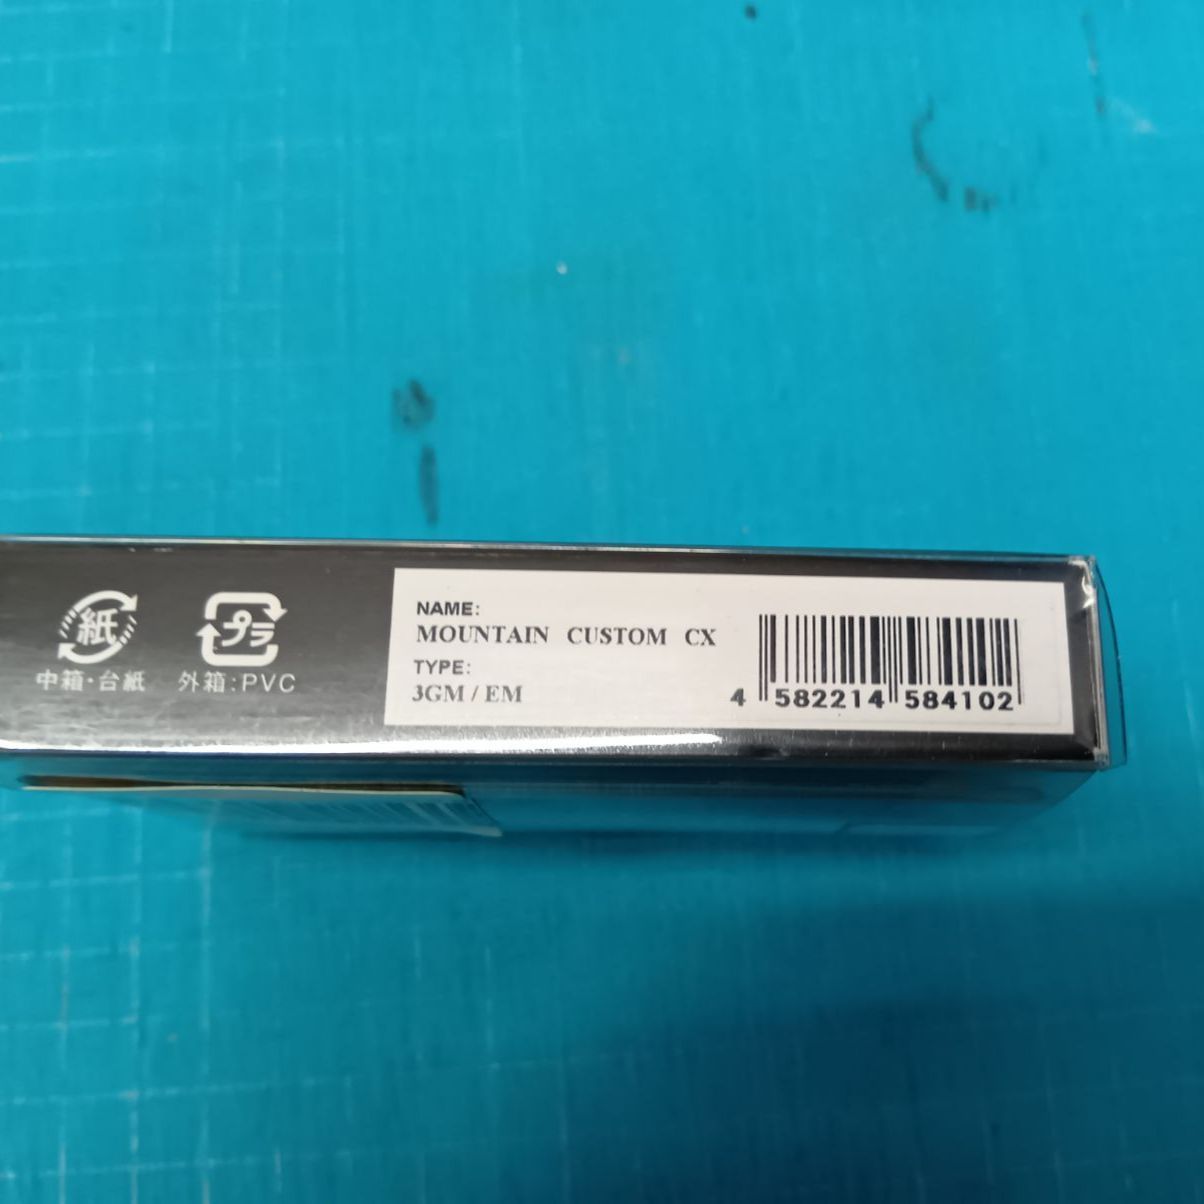 紙
プラ
中箱・台紙
外箱:PVC
NAME:
MOUNTAIN CUSTOM CX
TYPE:
3GM / EM
4 582214 584102